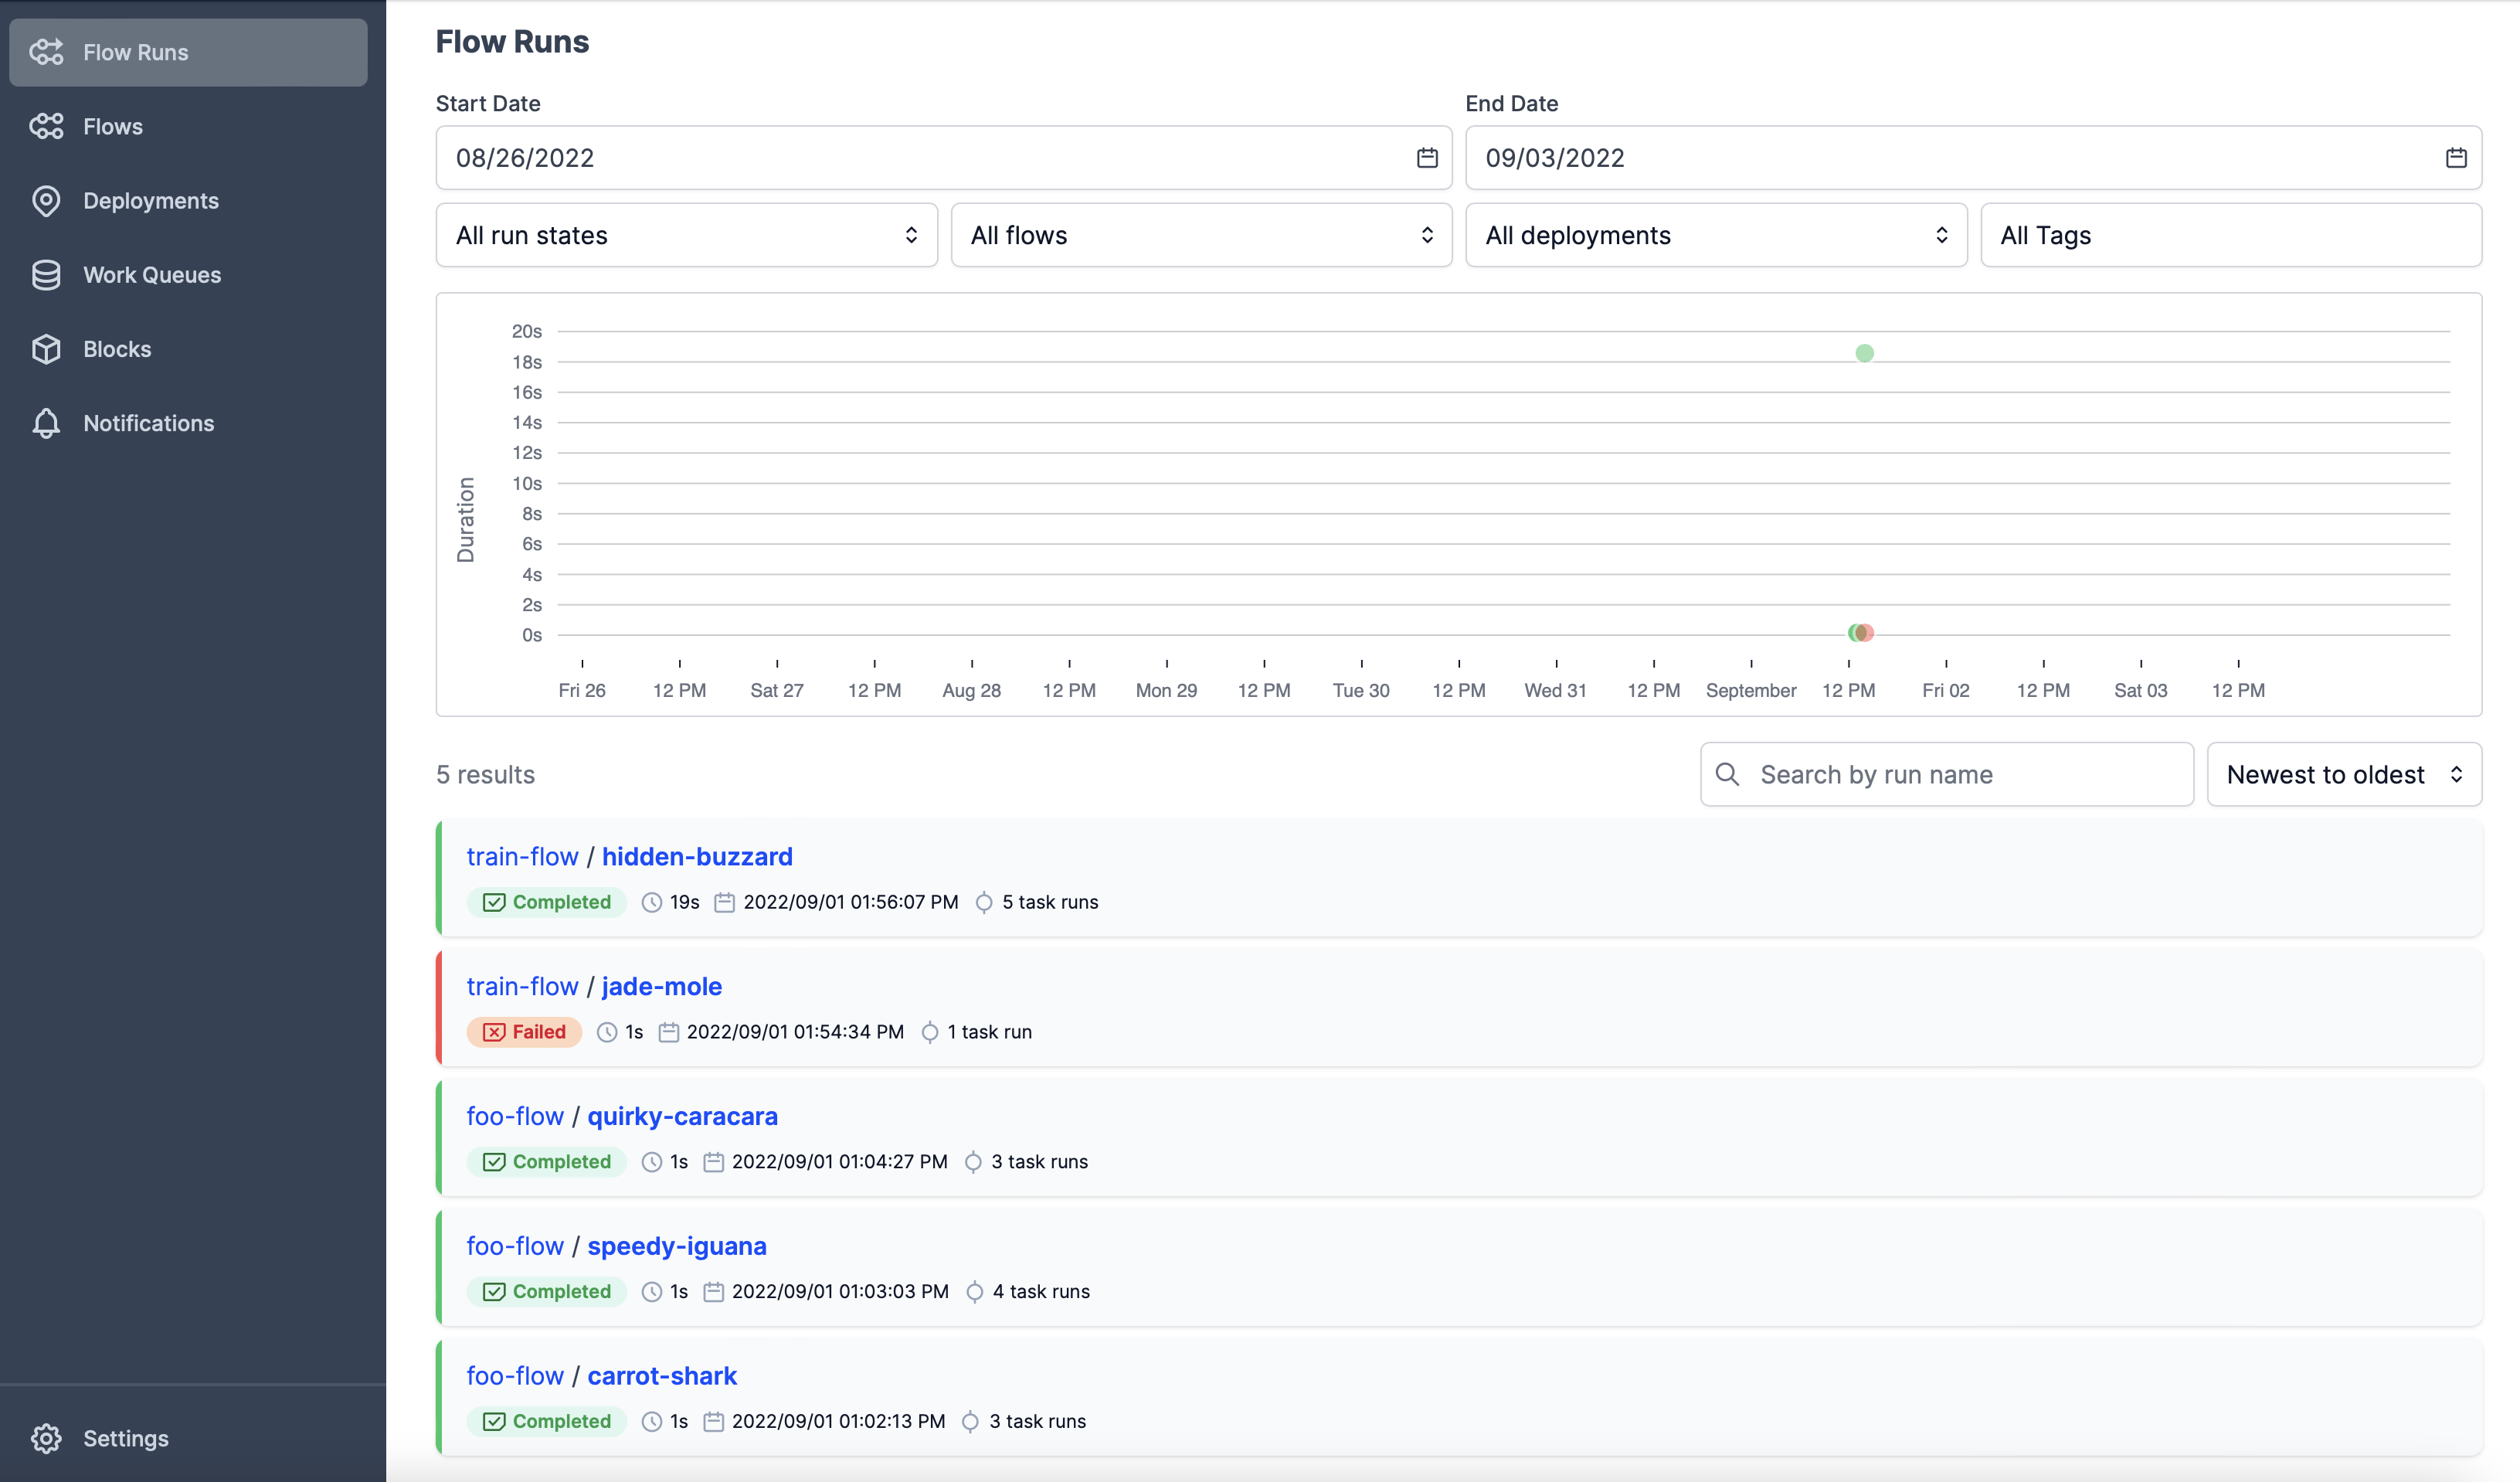 Flow Runs
Flows
Deployments
Work Queues
Blocks
Notifications
Settings
Flow Runs
Start Date
End Date
08/26/2022
09/03/2022
All run states
All flows
All deployments
All Tags
Duration
20s
18s
16s
14s
12s
10s
8s
6s
4s
2s
0s
Fri 26 12 PM Sat 27 12 PM Aug 28 12 PM Mon 29 12 PM Tue 30 12 PM Wed 31 12 PM September 12 PM Fri 02 12 PM Sat 03 12 PM
5 results
Search by run name
Newest to oldest
train-flow / hidden-buzzard
Completed 19s 2022/09/01 01:56:07 PM 5 task runs
train-flow / jade-mole
Failed 1s 2022/09/01 01:54:34 PM 1 task run
foo-flow / quirky-caracara
Completed 1s 2022/09/01 01:04:27 PM 3 task runs
foo-flow / speedy-iguana
Completed 1s 2022/09/01 01:03:03 PM 4 task runs
foo-flow / carrot-shark
Completed 1s 2022/09/01 01:02:13 PM 3 task runs